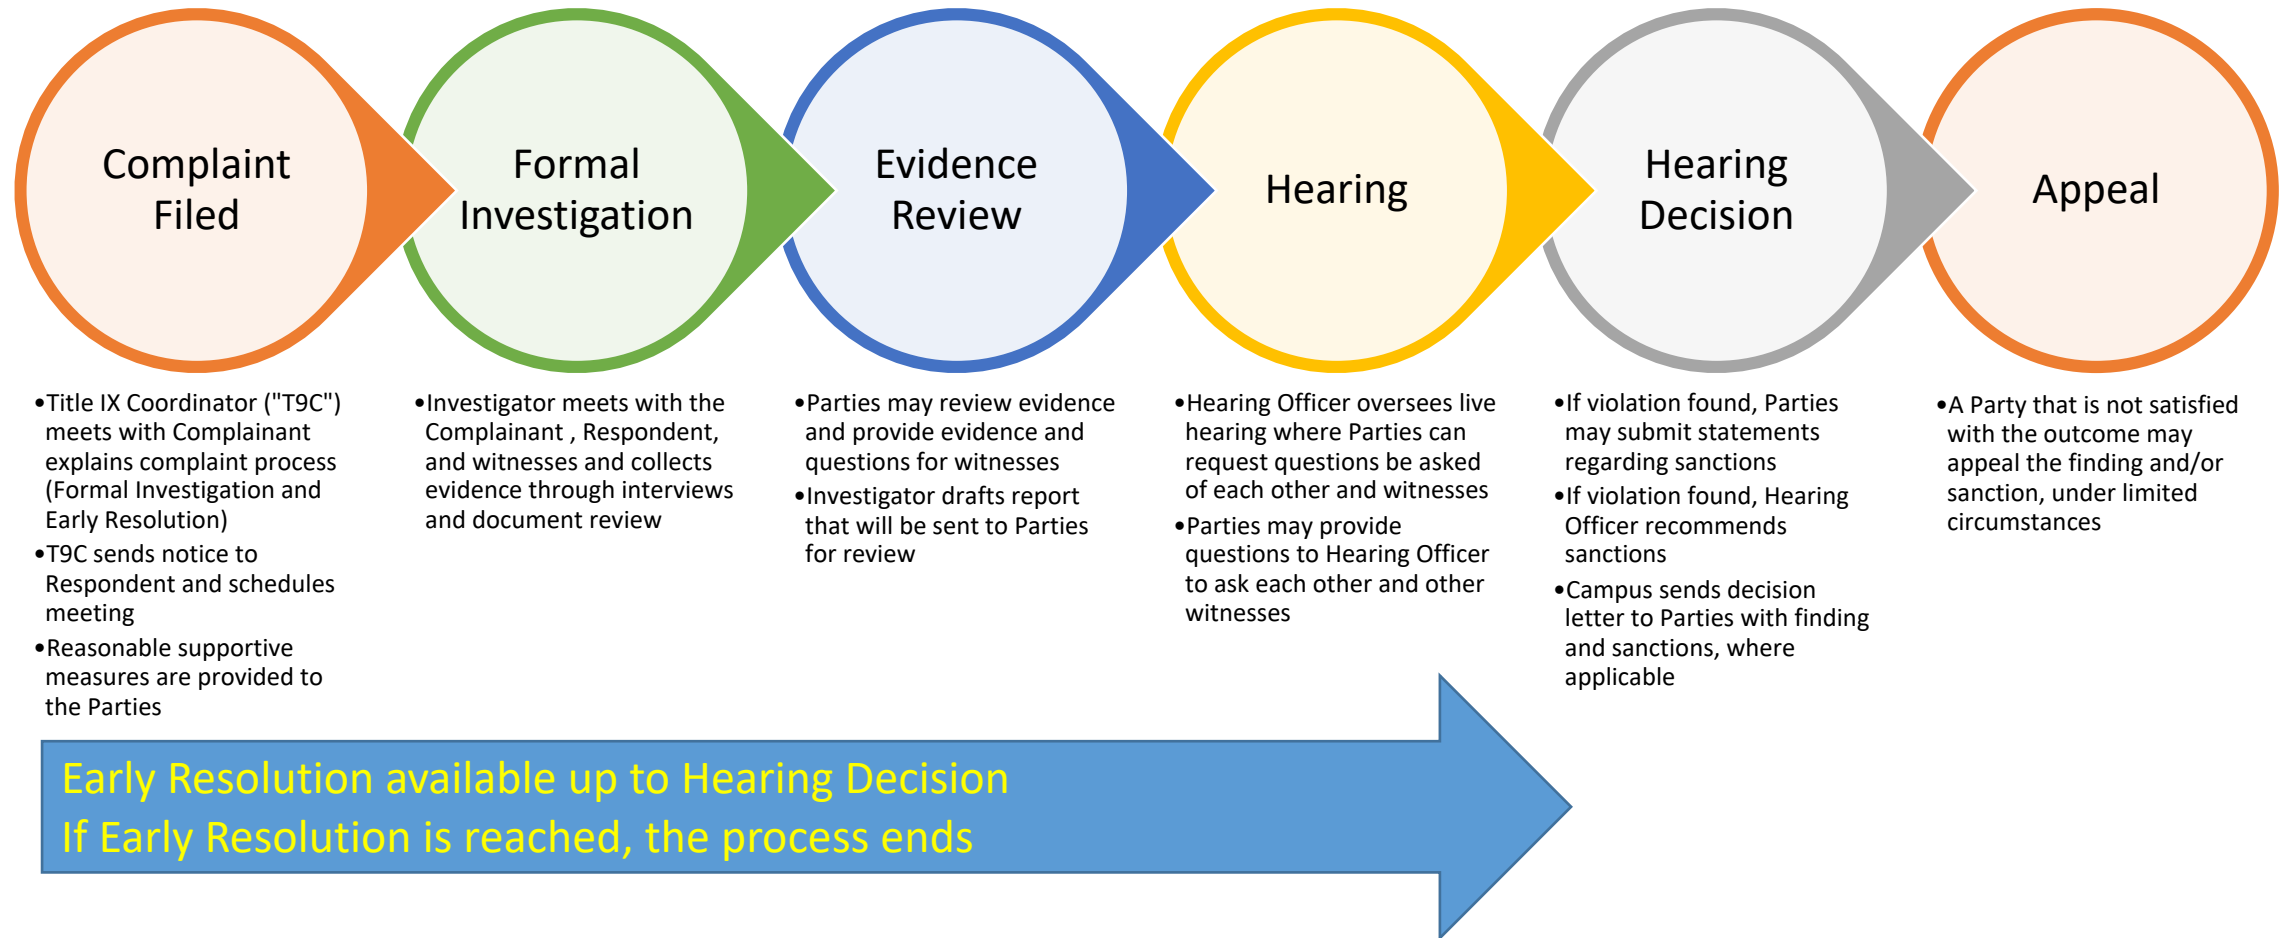 Complaint
Filed
Formal
Investigation
Evidence
Review
Hearing
Hearing
Decision
Appeal
•Title IX Coordinator ("T9C")
meets with Complainant
explains complaint process
(Formal Investigation and
Early Resolution)
•T9C sends notice to
Respondent and schedules
meeting
•Reasonable supportive
measures are provided to
the Parties
•Investigator meets with the
Complainant , Respondent,
and witnesses and collects
evidence through interviews
and document review
•Parties may review evidence
and provide evidence and
questions for witnesses
•Investigator drafts report
that will be sent to Parties
for review
•Hearing Officer oversees live
hearing where Parties can
request questions be asked
of each other and witnesses
•Parties may provide
questions to Hearing Officer
to ask each other and other
witnesses
•If violation found, Parties
may submit statements
regarding sanctions
•If violation found, Hearing
Officer recommends
sanctions
•Campus sends decision
letter to Parties with finding
and sanctions, where
applicable
•A Party that is not satisfied
with the outcome may
appeal the finding and/or
sanction, under limited
circumstances
Early Resolution available up to Hearing Decision
If Early Resolution is reached, the process ends